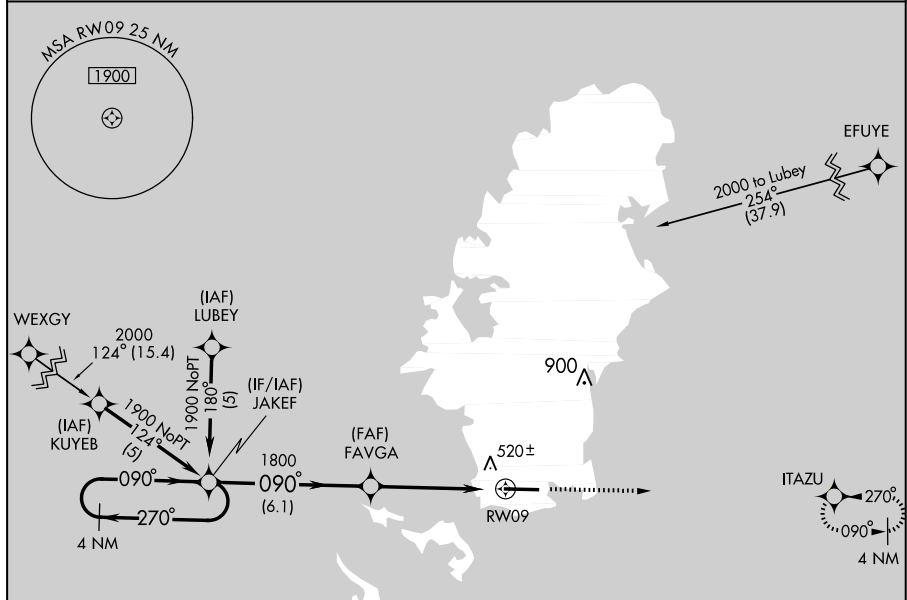 MSA RW09 25 NM
1900
EFUYE
2000 to Lubey
254°
(37.9)
(IAF)
LUBEY
WEXGY
2000
124° (15.4)
1900 NoPT
180°
(5)
(IF/IAF)
JAKEF
900
(IAF)
KUYEB
1900 NoPT
124°
(5)
(FAF)
FAVGA
520±
1800
090°
(6.1)
090°
270°
4 NM
RW09
ITAZU
270°
090°
4 NM